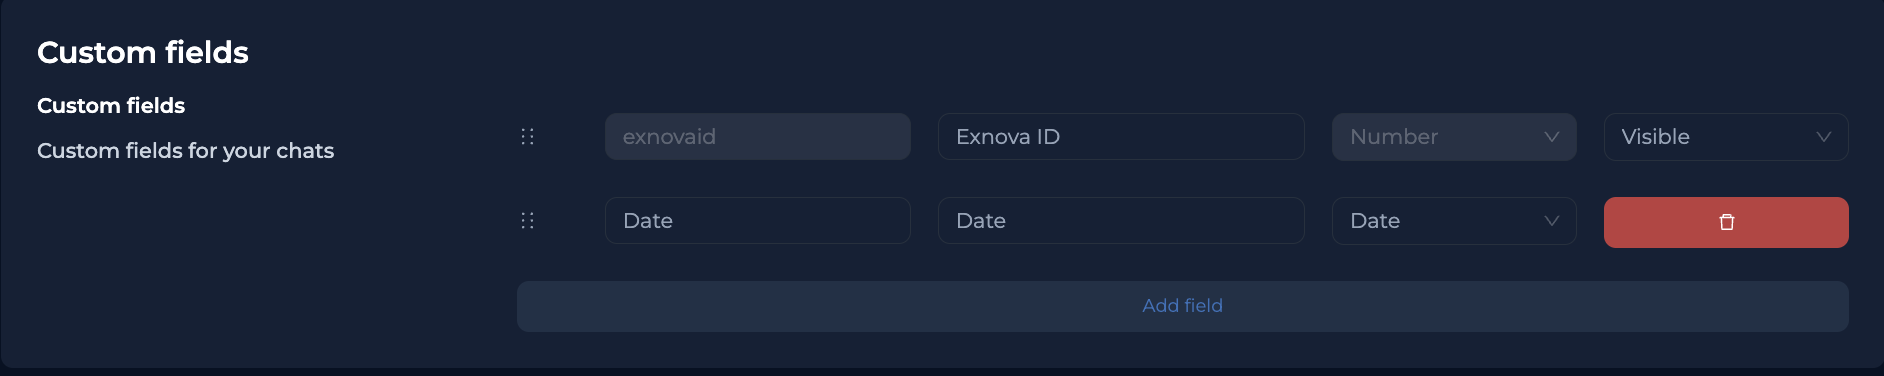 Custom fields
Custom fields
Custom fields for your chats
exnovaid Exnova ID Number Visible
Date Date Date
Add field